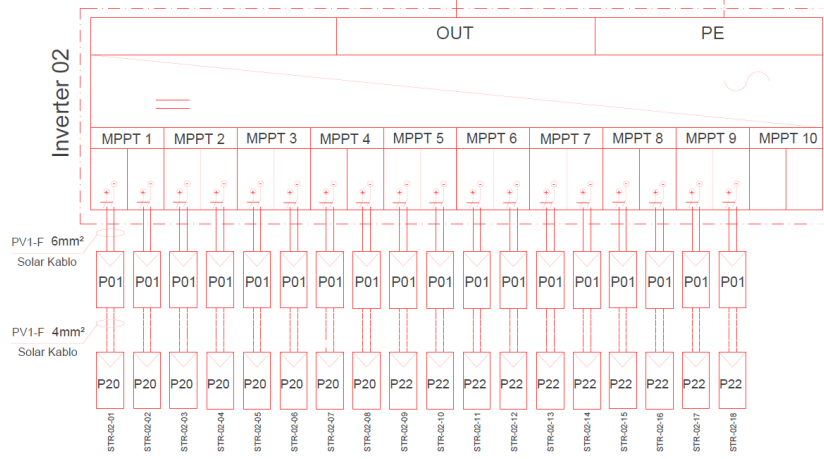 OUT PE
Inverter 02
MPPT 1 MPPT 2 MPPT 3 MPPT 4 MPPT 5 MPPT 6 MPPT 7 MPPT 8 MPPT 9 MPPT 10
PV1-F 6mm²
Solar Kablo
P01 P01 P01 P01 P01 P01 P01 P01 P01 P01 P01 P01 P01 P01 P01 P01 P01 P01
PV1-F 4mm²
Solar Kablo
P20 P20 P20 P20 P20 P20 P20 P20 P22 P22 P22 P22 P22 P22 P22 P22 P22 P22
STR-02-01 STR-02-02 STR-02-03 STR-02-04 STR-02-05 STR-02-06 STR-02-07 STR-02-08 STR-02-09 STR-02-10 STR-02-11 STR-02-12 STR-02-13 STR-02-14 STR-02-15 STR-02-16 STR-02-17 STR-02-18